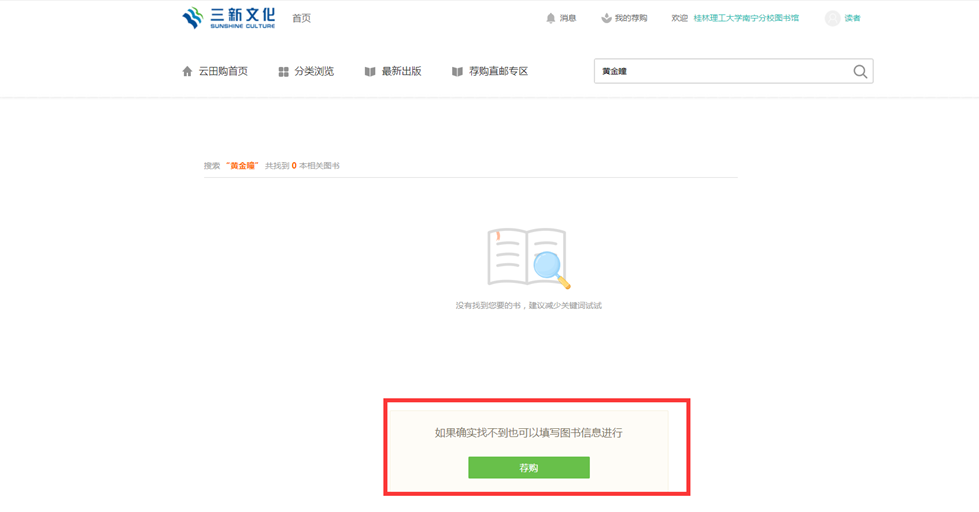 三新文化 首页 消息 我的荐购 欢迎 桂林理工大学南宁分校图书馆 读者
SUNSHINE CULTURE
云田购首页 分类浏览 最新出版 荐购直邮专区 黄金瞳
搜索 “黄金瞳” 共找到 0 本相关图书
没有找到您要的书，建议减少关键词试试
如果确实找不到也可以填写图书信息进行
荐购